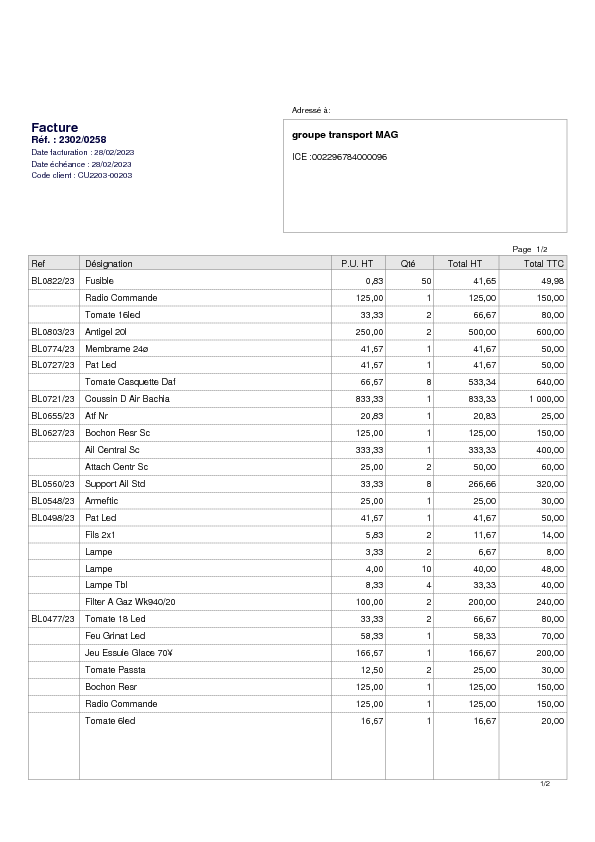 Adressé à:
Facture
Réf. : 2302/0258
Date facturation : 28/02/2023
Date échéance : 28/02/2023
Code client : CU2203-00203
groupe transport MAG
ICE :002296784000096
Page 1/2
Ref Désignation P.U. HT Qté Total HT Total TTC
BL0822/23 Fusible 0,83 50 41,65 49,98
Radio Commande 125,00 1 125,00 150,00
Tomate 16led 33,33 2 66,67 80,00
BL0803/23 Antigel 20l 250,00 2 500,00 600,00
BL0774/23 Membrame 24ø 41,67 1 41,67 50,00
BL0727/23 Pat Led 41,67 1 41,67 50,00
Tomate Casquette Daf 66,67 8 533,34 640,00
BL0721/23 Coussin D Air Bachia 833,33 1 833,33 1 000,00
BL0655/23 Atf Nr 20,83 1 20,83 25,00
BL0627/23 Bochon Resr Sc 125,00 1 125,00 150,00
Ail Central Sc 333,33 1 333,33 400,00
Attach Centr Sc 25,00 2 50,00 60,00
BL0560/23 Support Ail Std 33,33 8 266,66 320,00
BL0548/23 Armeftic 25,00 1 25,00 30,00
BL0498/23 Pat Led 41,67 1 41,67 50,00
Fils 2x1 5,83 2 11,67 14,00
Lampe 3,33 2 6,67 8,00
Lampe 4,00 10 40,00 48,00
Lampe Tbl 8,33 4 33,33 40,00
Filter A Gaz Wk940/20 100,00 2 200,00 240,00
BL0477/23 Tomate 18 Led 33,33 2 66,67 80,00
Feu Grinat Led 58,33 1 58,33 70,00
Jeu Essuie Glace 70¥ 166,67 1 166,67 200,00
Tomate Passta 12,50 2 25,00 30,00
Bochon Resr 125,00 1 125,00 150,00
Radio Commande 125,00 1 125,00 150,00
Tomate 6led 16,67 1 16,67 20,00
1/2